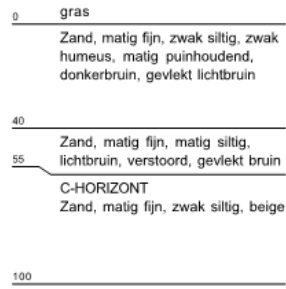 0 gras
Zand, matig fijn, zwak siltig, zwak
humeus, matig puinhoudend,
donkerbruin, gevlekt lichtbruin
40
Zand, matig fijn, matig siltig,
55 lichtbruin, verstoord, gevlekt bruin
C-HORIZONT
Zand, matig fijn, zwak siltig, beige
100